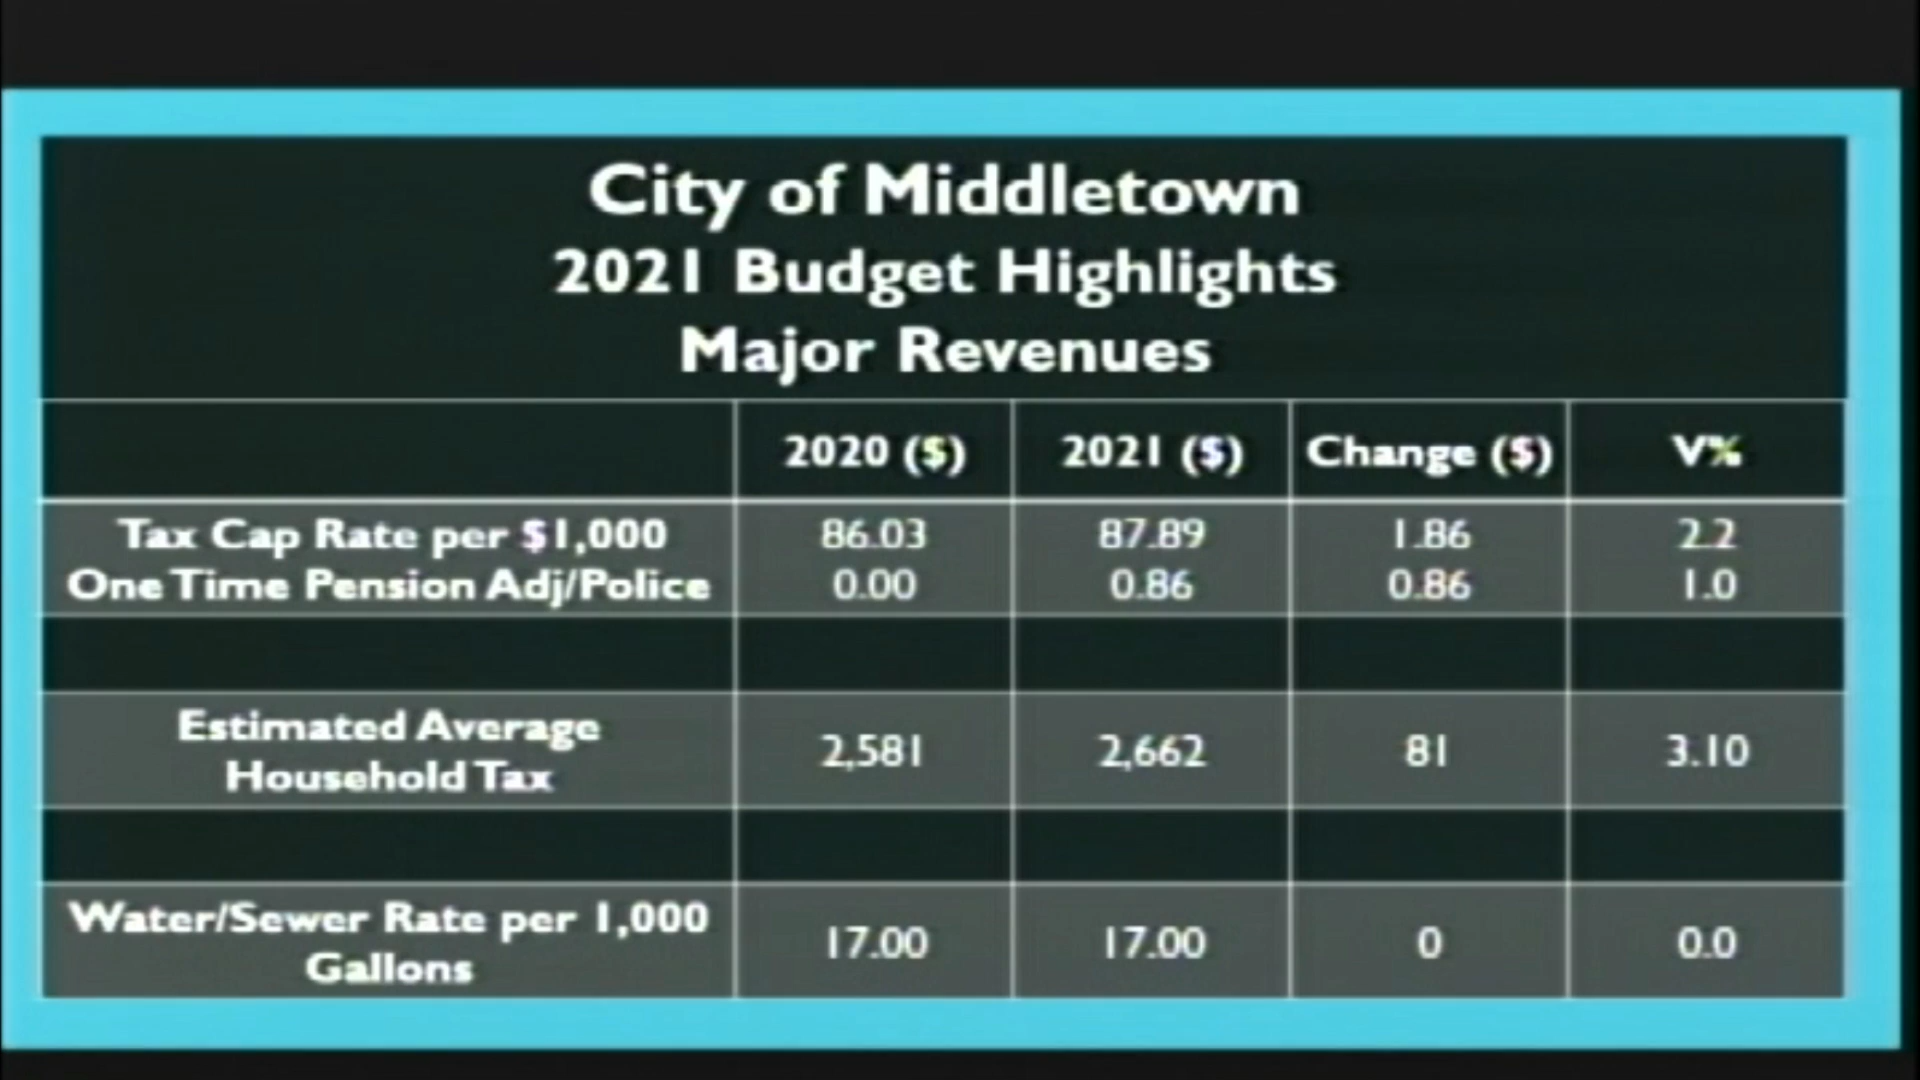 City of Middletown
2021 Budget Highlights
Major Revenues
2020 ($) 2021 ($) Change ($) V%
Tax Cap Rate per $1,000 86.03 87.89 1.86 2.2
One Time Pension Adj/Police 0.00 0.86 0.86 1.0
Estimated Average
Household Tax 2,581 2,662 81 3.10
Water/Sewer Rate per 1,000
Gallons 17.00 17.00 0 0.0